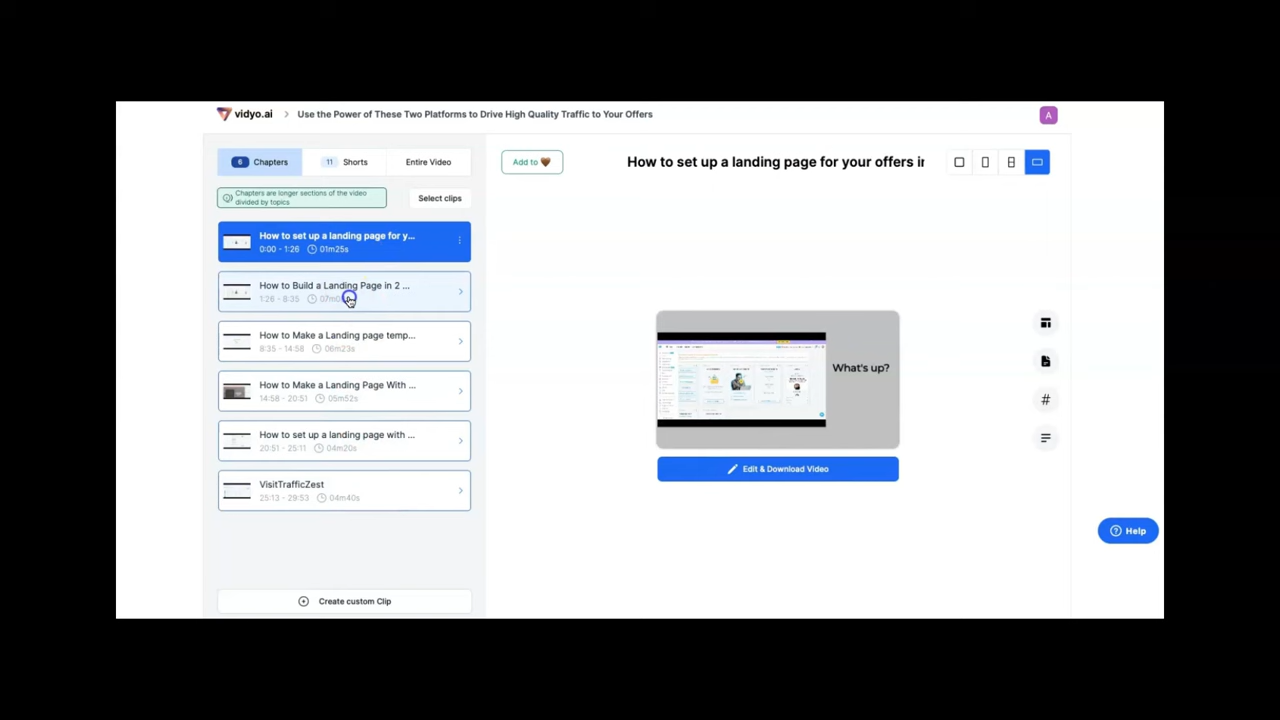 vidyo.ai > Use the Power of These Two Platforms to Drive High Quality Traffic to Your Offers
A
6 Chapters
11 Shorts
Entire Video
Add to
How to set up a landing page for your offers in
Chapters are longer sections of the video
divided by topics
Select clips
How to set up a landing page for y...
0:00 - 1:26 01m25s
How to Build a Landing Page in 2 ...
1:26 - 8:35
How to Make a Landing page temp...
8:35 - 14:58 06m23s
How to Make a Landing Page With ...
14:58 - 20:51 05m52s
How to set up a landing page with ...
20:51 - 25:11 04m20s
VisitTrafficZest
25:13 - 29:53 04m40s
Create custom Clip
What's up?
Edit & Download Video
#
Help